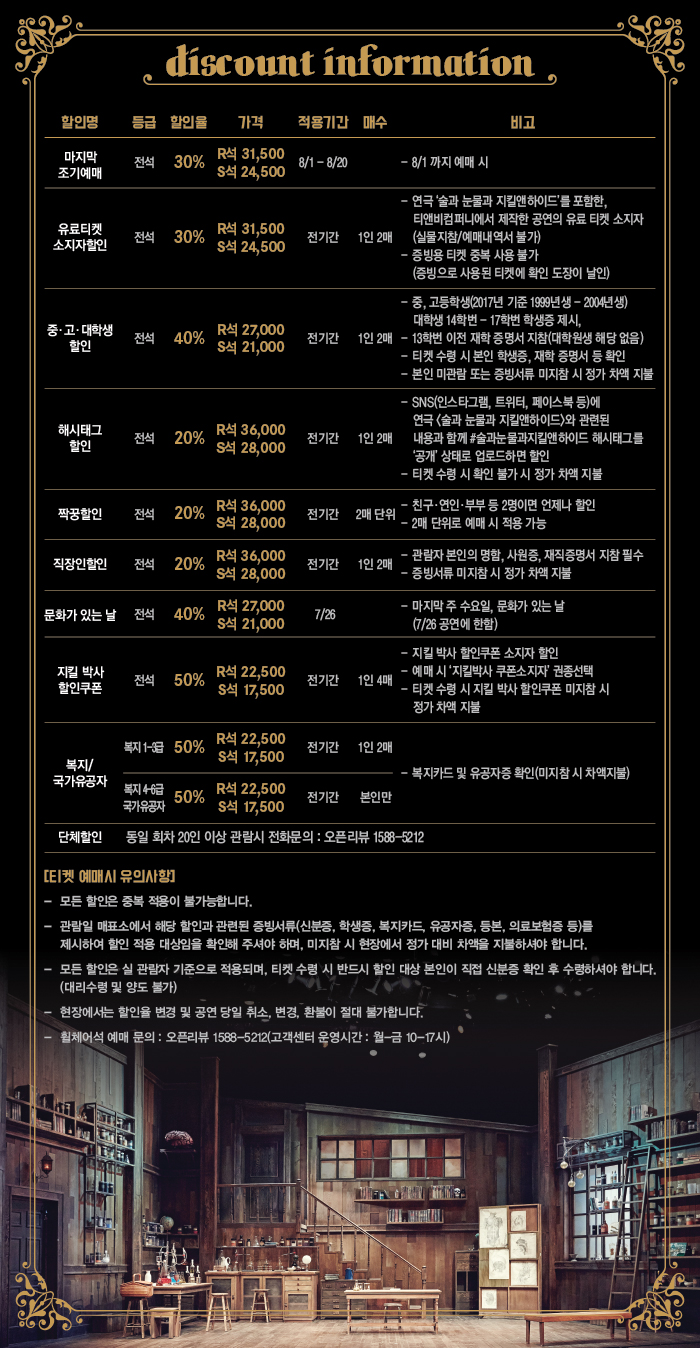 discount information
할인명 등급 할인율 가격 적용기간 매수 비고
마지막
조기예매
전석 30%
R석 31,500
S석 24,500
8/1 - 8/20
- 8/1 까지 예매 시
유료티켓
소지자할인
전석 30%
R석 31,500
S석 24,500
전기간 1인 2매
- 연극 '술과 눈물과 지킬앤하이드'를 포함한,
티앤비컴퍼니에서 제작한 공연의 유료 티켓 소지자
(실물지참/예매내역서 불가)
- 증빙용 티켓 중복 사용 불가
(증빙으로 사용된 티켓에 확인 도장이 날인)
중·고·대학생
할인
전석 40%
R석 27,000
S석 21,000
전기간 1인 2매
- 중, 고등학생(2017년 기준 1999년생 - 2004년생)
대학생 14학번 - 17학번 학생증 제시,
- 13학번 이전 재학 증명서 지참(대학원생 해당 없음)
- 티켓 수령 시 본인 학생증, 재학 증명서 등 확인
- 본인 미관람 또는 증빙서류 미지참 시 정가 차액 지불
해시태그
할인
전석 20%
R석 36,000
S석 28,000
전기간 1인 2매
- SNS(인스타그램, 트위터, 페이스북 등)에
연극 <술과 눈물과 지킬앤하이드>와 관련된
내용과 함께 #술과눈물과지킬앤하이드 해시태그를
'공개' 상태로 업로드하면 할인
- 티켓 수령 시 확인 불가 시 정가 차액 지불
짝꿍할인
전석 20%
R석 36,000
S석 28,000
전기간 2매 단위
- 친구·연인·부부 등 2명이면 언제나 할인
- 2매 단위로 예매 시 적용 가능
직장인할인
전석 20%
R석 36,000
S석 28,000
전기간 1인 2매
- 관람자 본인의 명함, 사원증, 재직증명서 지참 필수
- 증빙서류 미지참 시 정가 차액 지불
문화가 있는 날
전석 40%
R석 27,000
S석 21,000
7/26
- 마지막 주 수요일, 문화가 있는 날
(7/26 공연에 한함)
지킬 박사
할인쿠폰
전석 50%
R석 22,500
S석 17,500
전기간 1인 4매
- 지킬 박사 할인쿠폰 소지자 할인
- 예매 시 '지킬박사 쿠폰소지자' 권종선택
- 티켓 수령 시 지킬 박사 할인쿠폰 미지참 시
정가 차액 지불
복지/
국가유공자
복지 1-3급 50%
R석 22,500
S석 17,500
전기간 1인 2매
복지 4-6급
국가유공자
50%
R석 22,500
S석 17,500
전기간 본인만
- 복지카드 및 유공자증 확인(미지참 시 차액지불)
단체할인 동일 회차 20인 이상 관람시 전화문의 : 오픈리뷰 1588-5212
[티켓 예매시 유의사항]
- 모든 할인은 중복 적용이 불가능합니다.
- 관람일 매표소에서 해당 할인과 관련된 증빙서류(신분증, 학생증, 복지카드, 유공자증, 등본, 의료보험증 등)를
제시하여 할인 적용 대상임을 확인해 주셔야 하며, 미지참 시 현장에서 정가 대비 차액을 지불하셔야 합니다.
- 모든 할인은 실 관람자 기준으로 적용되며, 티켓 수령 시 반드시 할인 대상 본인이 직접 신분증 확인 후 수령하셔야 합니다.
(대리수령 및 양도 불가)
- 현장에서는 할인율 변경 및 공연 당일 취소, 변경, 환불이 절대 불가합니다.
- 휠체어석 예매 문의 : 오픈리뷰 1588-5212(고객센터 운영시간 : 월-금 10-17시)